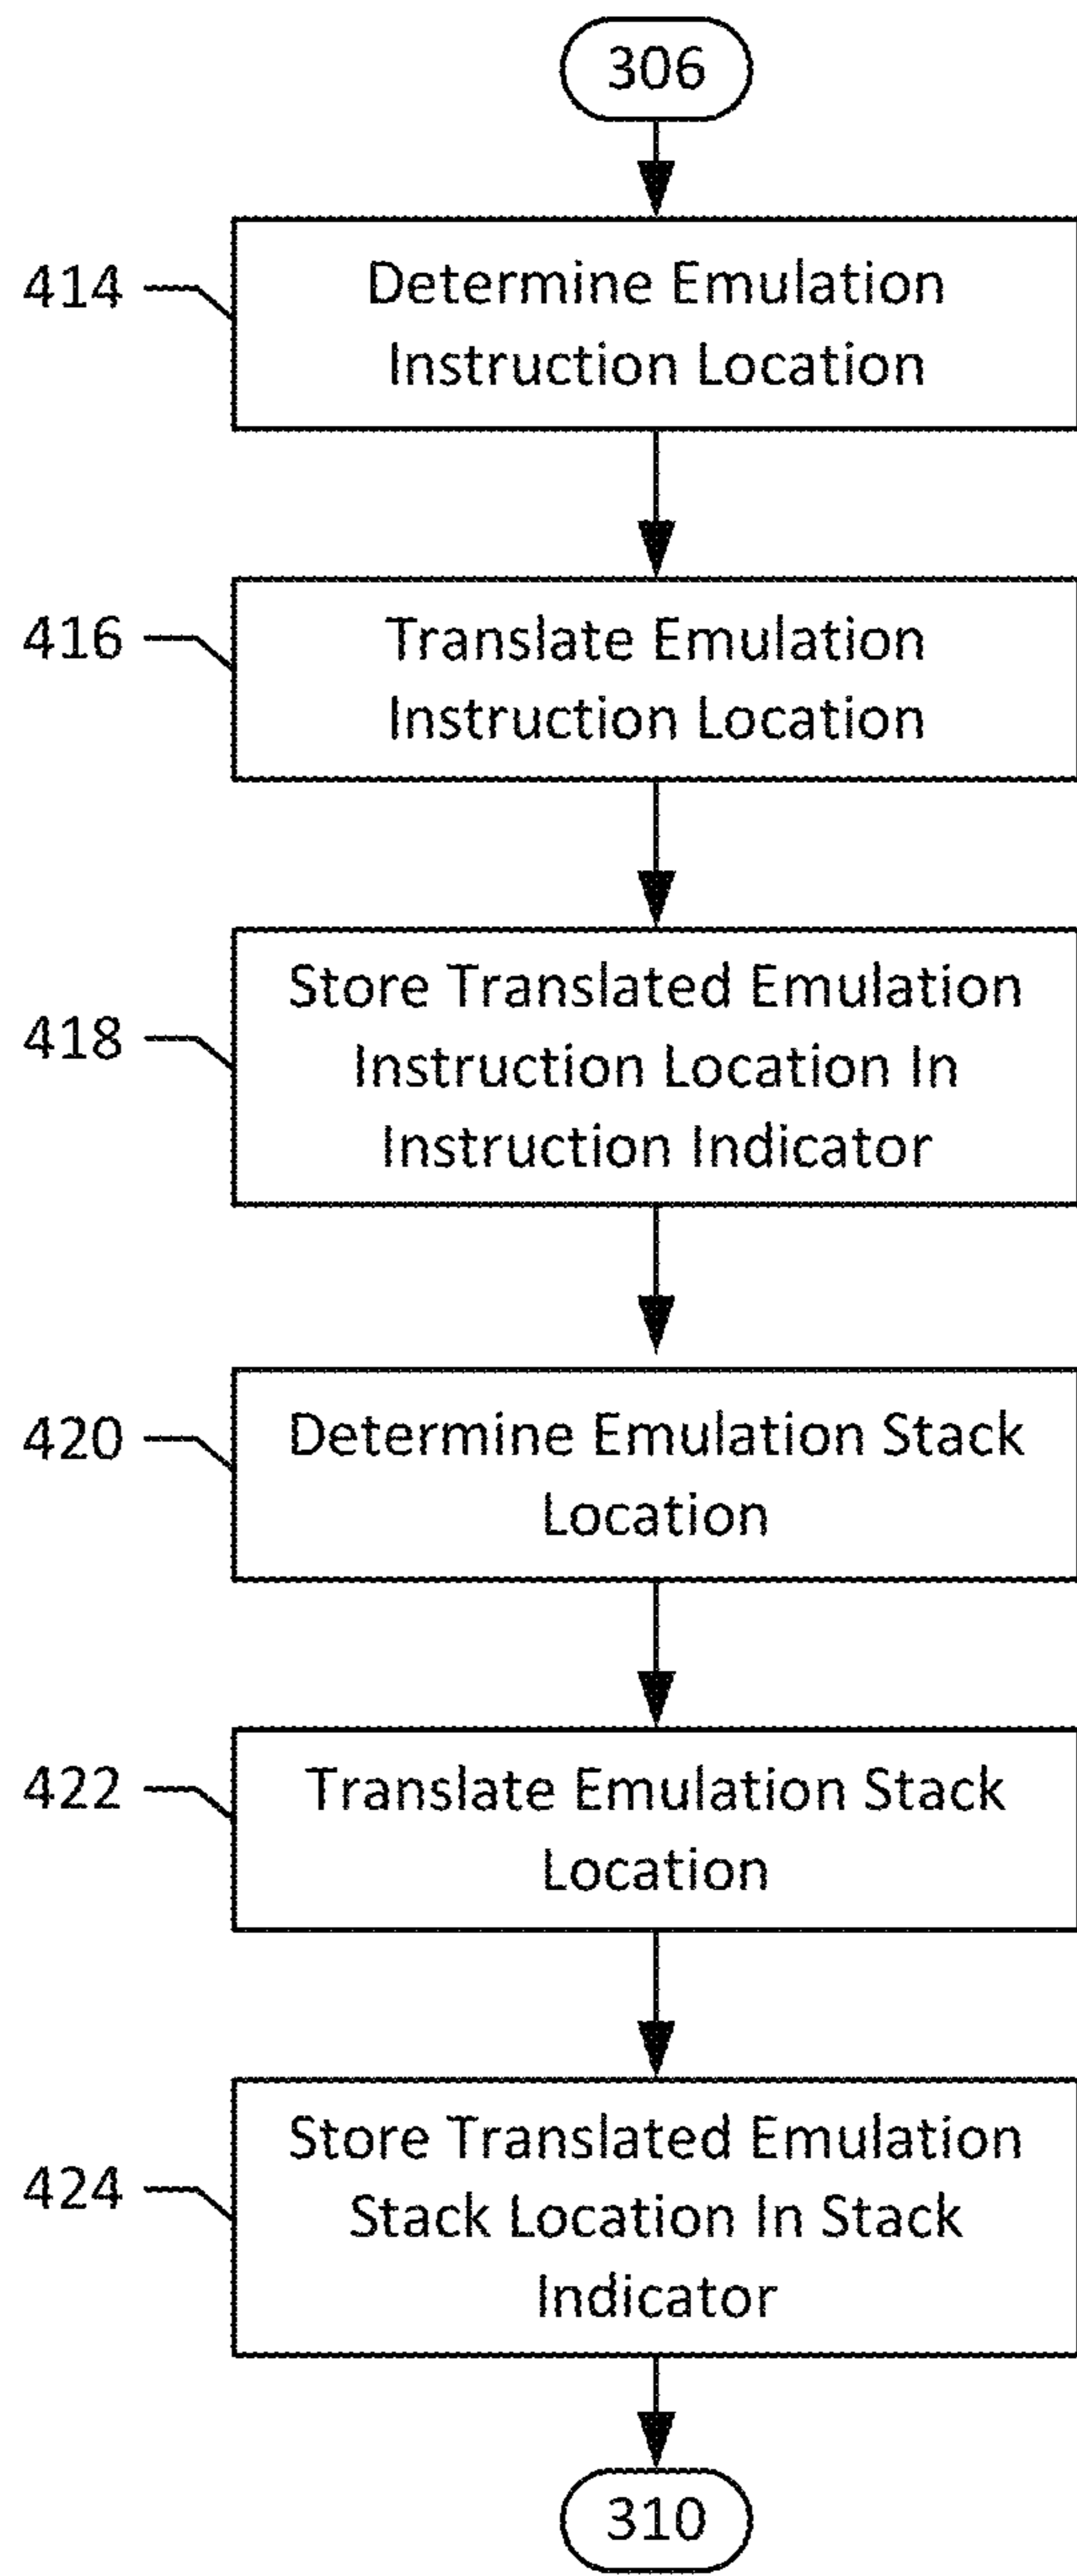 306
414
Determine Emulation
Instruction Location
416
Translate Emulation
Instruction Location
418
Store Translated Emulation
Instruction Location In
Instruction Indicator
420
Determine Emulation Stack
Location
422
Translate Emulation Stack
Location
424
Store Translated Emulation
Stack Location In Stack
Indicator
310